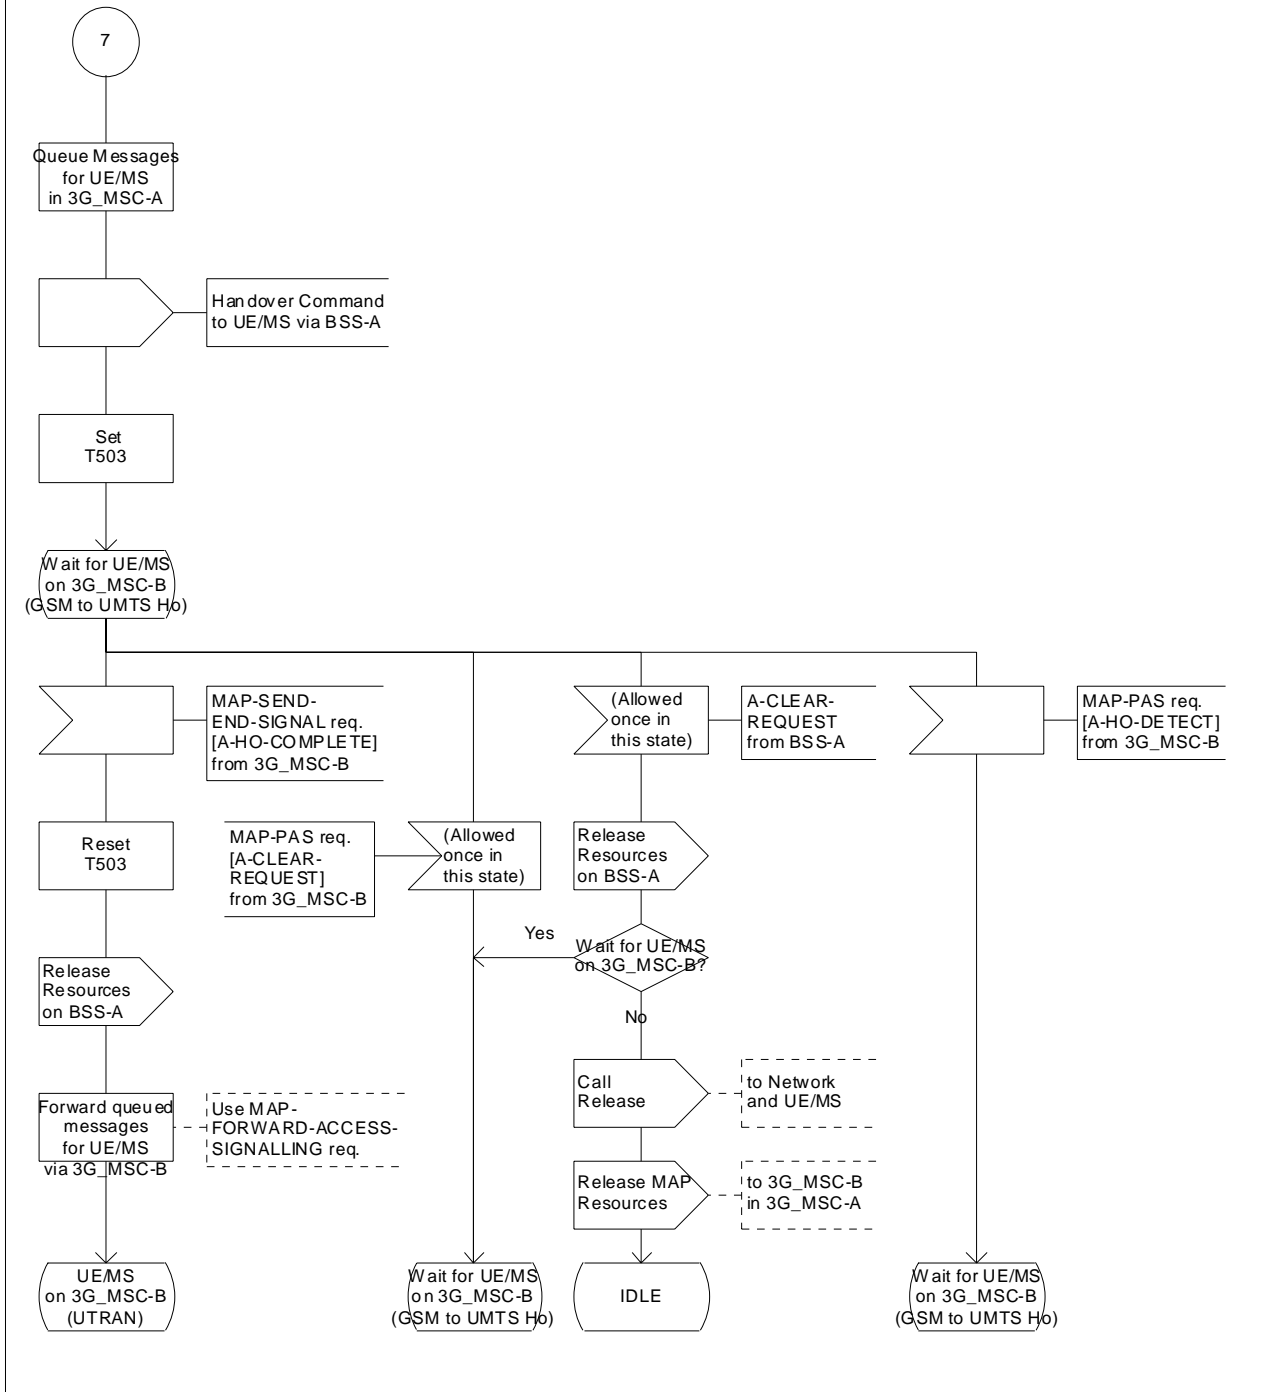 7
Queue Messages
for UE/MS
in 3G_MSC-A
Handover Command
to UE/MS via BSS-A
Set
T503
Wait for UE/MS
on 3G_MSC-B
(GSM to UMTS Ho)
MAP-SEND-
END-SIGNAL req.
[A-HO-COMPLETE]
from 3G_MSC-B
(Allowed
once in
this state)
A-CLEAR-
REQUEST
from BSS-A
MAP-PAS req.
[A-HO-DETECT]
from 3G_MSC-B
Reset
T503
MAP-PAS req.
[A-CLEAR-
REQUEST]
from 3G_MSC-B
(Allowed
once in
this state)
Release
Resources
on BSS-A
Yes
Wait for UE/MS
on 3G_MSC-B?
No
Release
Resources
on BSS-A
Call
Release
to Network
and UE/MS
Forward queued
messages
for UE/MS
via 3G_MSC-B
Use MAP-
FORWARD-ACCESS-
SIGNALLING req.
Release MAP
Resources
to 3G_MSC-B
in 3G_MSC-A
UE/MS
on 3G_MSC-B
(UTRAN)
Wait for UE/MS
on 3G_MSC-B
(GSM to UMTS Ho)
IDLE
Wait for UE/MS
on 3G_MSC-B
(GSM to UMTS Ho)